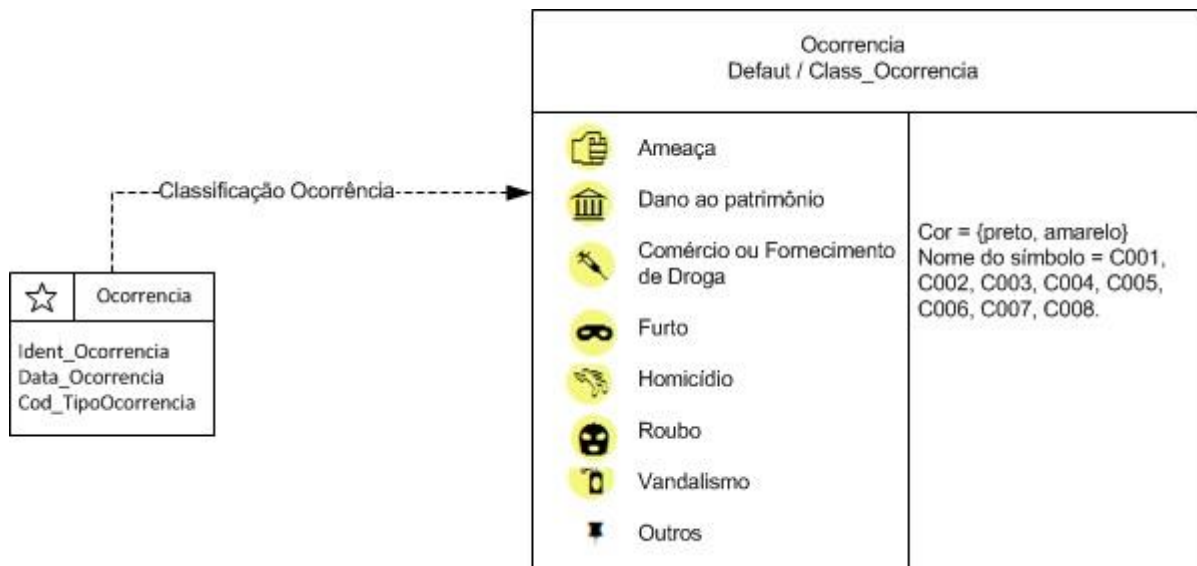 Ocorrencia
Defaut / Class_Ocorrencia
Ameaça
Dano ao patrimônio
Comércio ou Fornecimento
de Droga
Furto
Homicídio
Roubo
Vandalismo
Outros
Cor = {preto, amarelo}
Nome do símbolo = C001,
C002, C003, C004, C005,
C006, C007, C008.
Classificação Ocorrência
Ocorrencia
Ident_Ocorrencia
Data_Ocorrencia
Cod_TipoOcorrencia